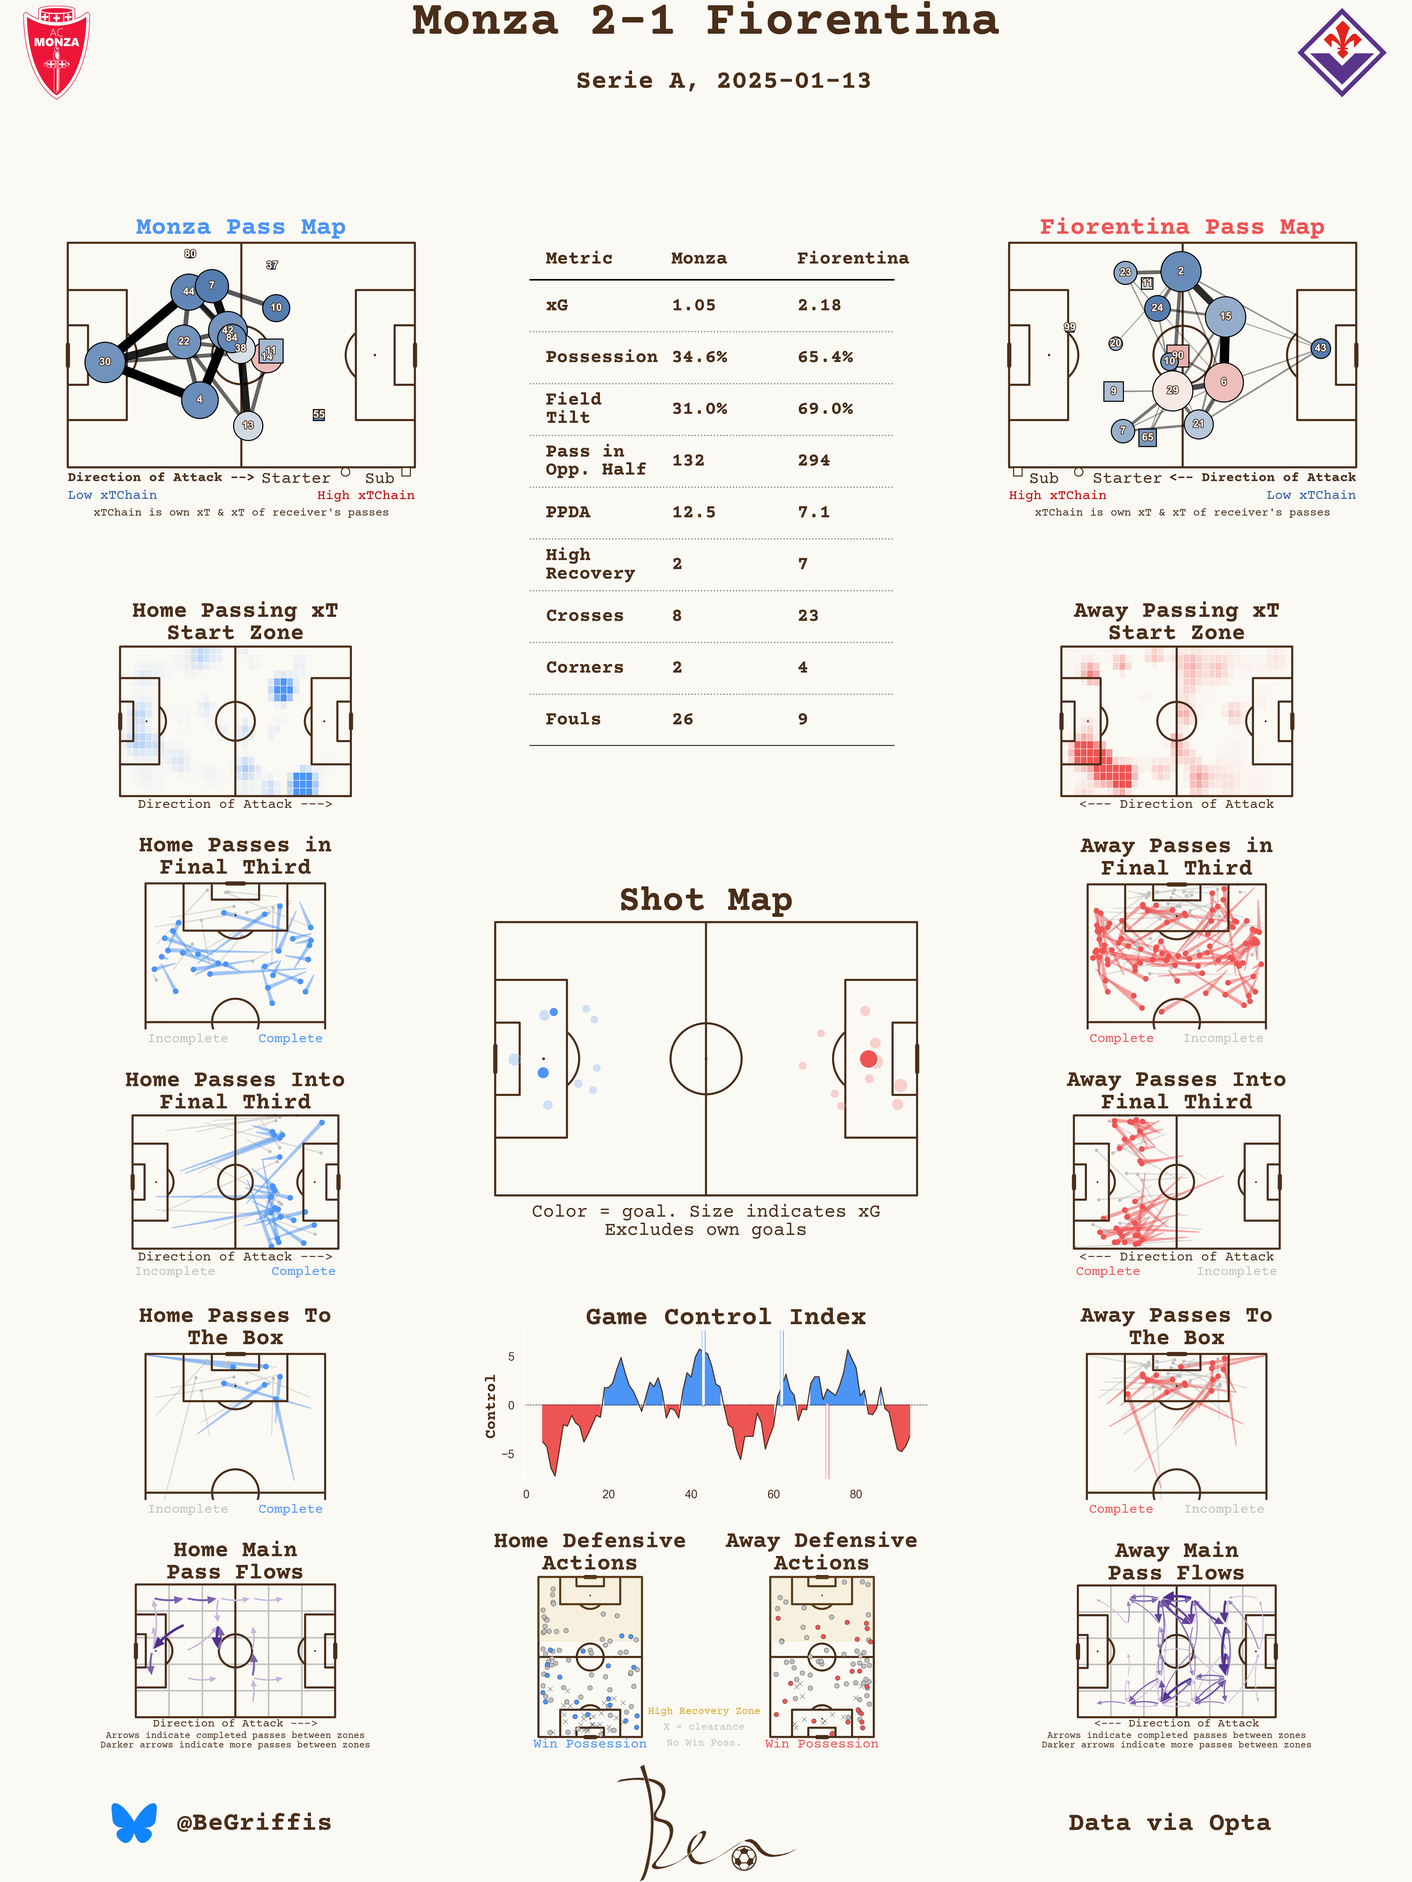 Monza 2-1 Fiorentina
Serie A, 2025-01-13
AC
MONZA
Monza Pass Map
80
37
44
7
10
42
84
22
38
11
14
30
4
13
55
Direction of Attack --> Starter Sub
Low xTChain High xTChain
xTChain is own xT & xT of receiver's passes
Metric Monza Fiorentina
xG 1.05 2.18
Possession 34.6% 65.4%
Field
Tilt 31.0% 69.0%
Pass in
Opp. Half 132 294
PPDA 12.5 7.1
High
Recovery 2 7
Crosses 8 23
Corners 2 4
Fouls 26 9
Fiorentina Pass Map
23
2
11
24
15
99
20
90
10
43
9
29
6
7
65
21
Sub Starter <-- Direction of Attack
High xTChain Low xTChain
xTChain is own xT & xT of receiver's passes
Home Passing xT
Start Zone
Direction of Attack --->
Away Passing xT
Start Zone
<--- Direction of Attack
Home Passes in
Final Third
Incomplete Complete
Away Passes in
Final Third
Complete Incomplete
Shot Map
Color = goal. Size indicates xG
Excludes own goals
Home Passes Into
Final Third
Direction of Attack --->
Incomplete Complete
Away Passes Into
Final Third
<--- Direction of Attack
Complete Incomplete
Home Passes To
The Box
Incomplete Complete
Game Control Index
Control
5
0
−5
0 20 40 60 80
Away Passes To
The Box
Complete Incomplete
Home Main
Pass Flows
Direction of Attack --->
Arrows indicate completed passes between zones
Darker arrows indicate more passes between zones
Home Defensive
Actions
Win Possession
Away Defensive
Actions
Win Possession
High Recovery Zone
X = clearance
No Win Poss.
Away Main
Pass Flows
<--- Direction of Attack
Arrows indicate completed passes between zones
Darker arrows indicate more passes between zones
@BeGriffis
Ben
Data via Opta